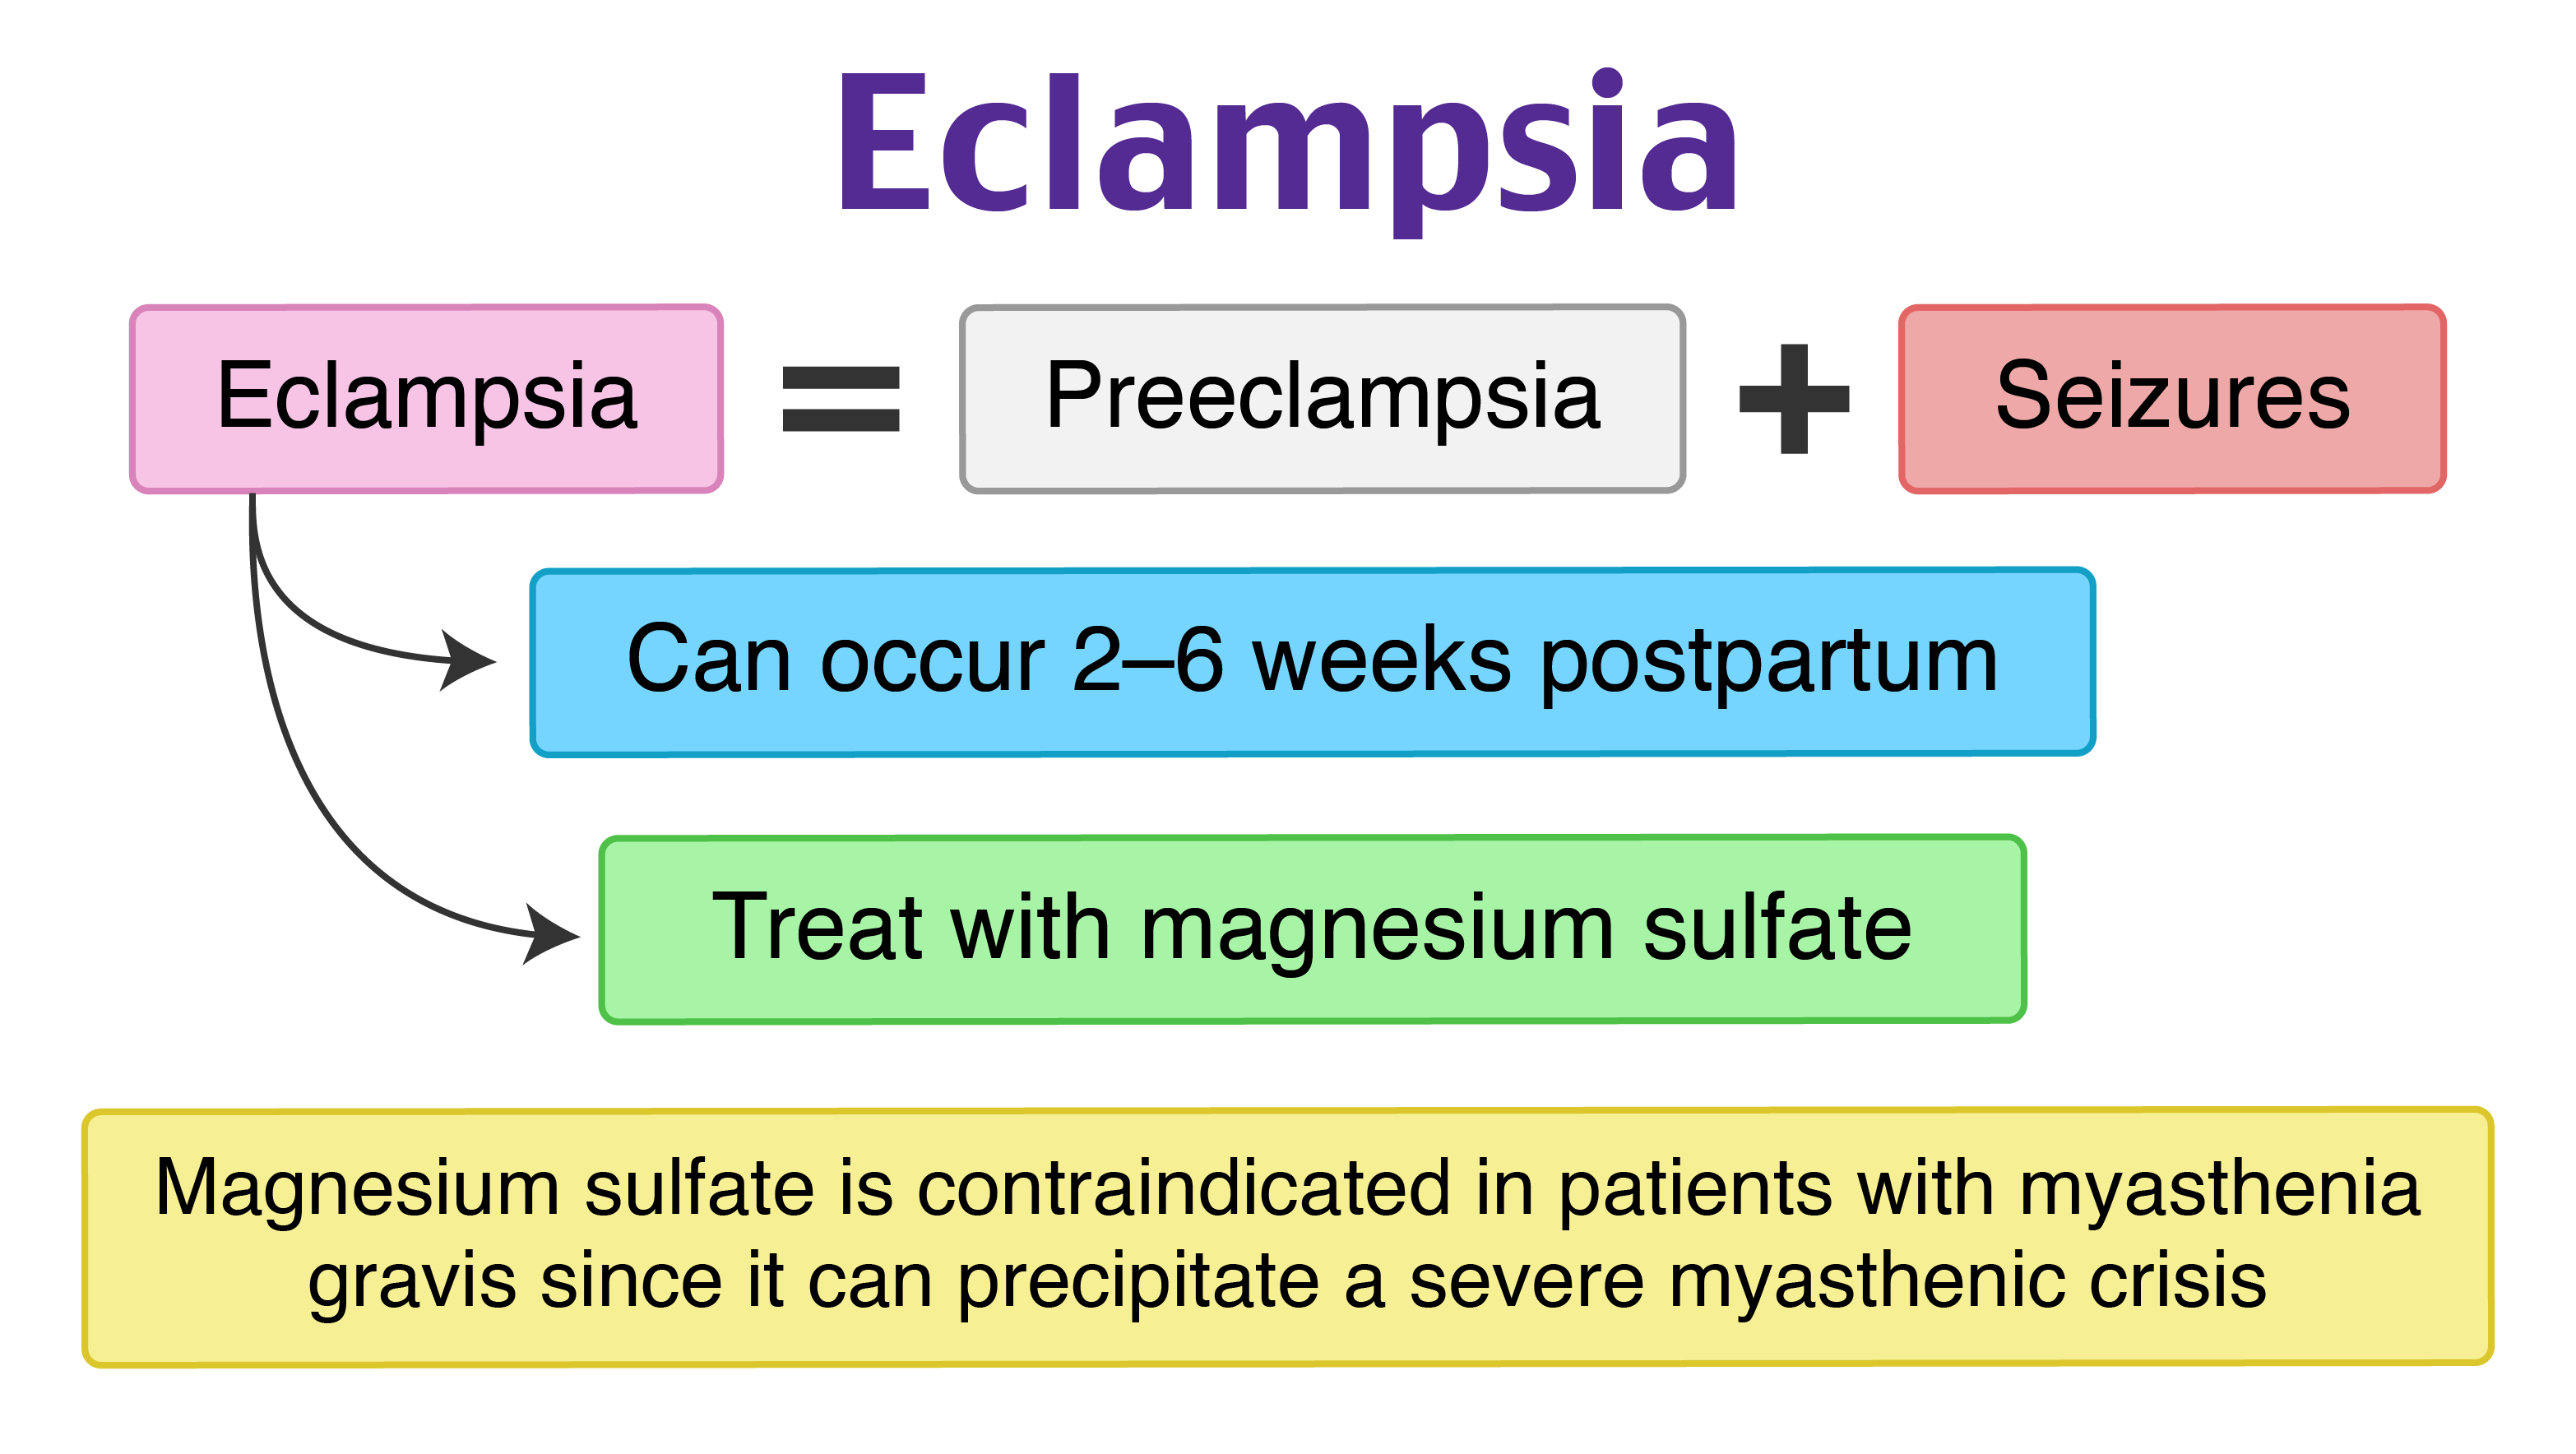 Eclampsia
Eclampsia = Preeclampsia + Seizures
Can occur 2–6 weeks postpartum
Treat with magnesium sulfate
Magnesium sulfate is contraindicated in patients with myasthenia
gravis since it can precipitate a severe myasthenic crisis